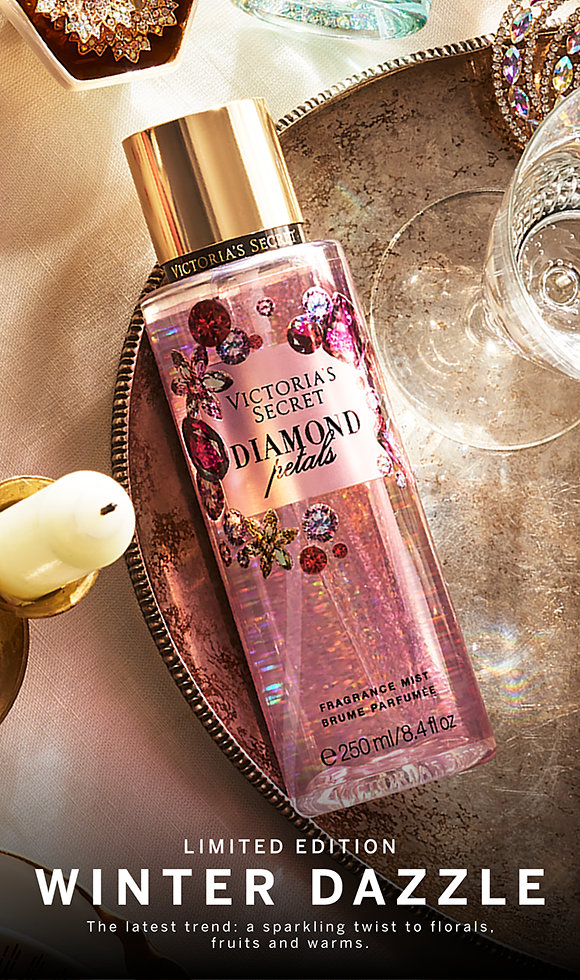 VICTORIA'S SECRET
VICTORIA'S
SECRET
DIAMOND
petals
FRAGRANCE MIST
BRUME PARFUMÉE
℮ 250 ml/8.4 fl oz
LIMITED EDITION
WINTER DAZZLE
The latest trend: a sparkling twist to florals,
fruits and warms.